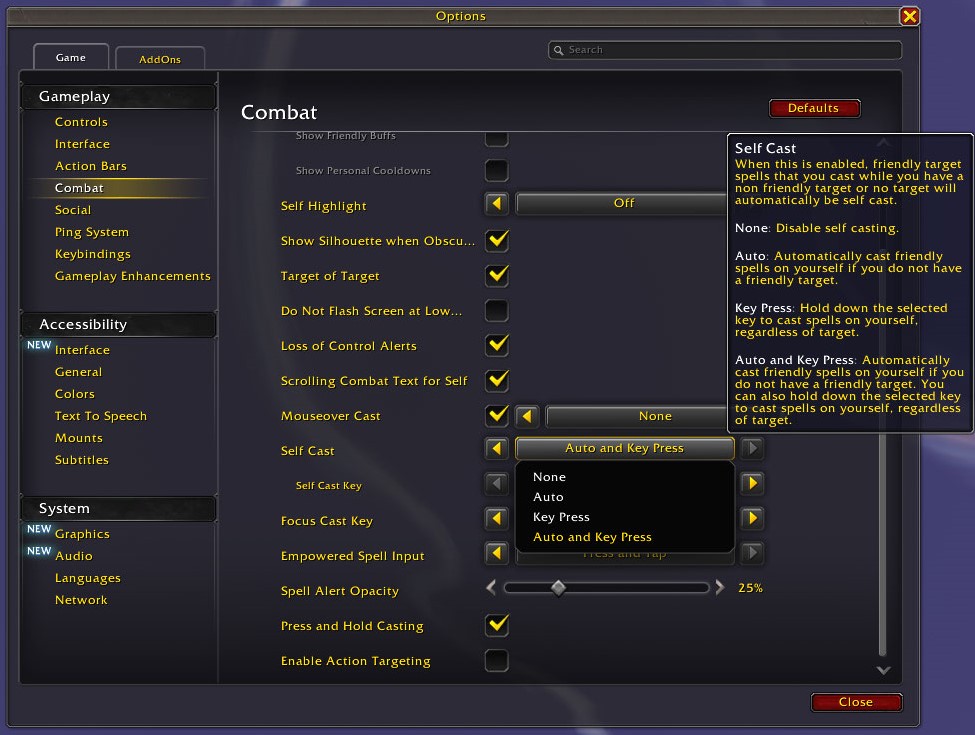 Options
Game
AddOns
Search
Gameplay
Controls
Interface
Action Bars
Combat
Social
Ping System
Keybindings
Gameplay Enhancements
Accessibility
NEW Interface
General
Colors
Text To Speech
Mounts
Subtitles
System
NEW Graphics
NEW Audio
Languages
Network
Combat
Defaults
Show Friendly Buffs
Show Personal Cooldowns
Self Highlight
Off
Show Silhouette when Obscu...
Target of Target
Do Not Flash Screen at Low...
Loss of Control Alerts
Scrolling Combat Text for Self
Mouseover Cast
None
Self Cast
Auto and Key Press
None
Auto
Key Press
Auto and Key Press
Self Cast Key
Focus Cast Key
Empowered Spell Input
Press and Tap
Spell Alert Opacity
25%
Press and Hold Casting
Enable Action Targeting
Self Cast
When this is enabled, friendly target
spells that you cast while you have a
non friendly target or no target will
automatically be self cast.
None: Disable self casting.
Auto: Automatically cast friendly
spells on yourself if you do not have
a friendly target.
Key Press: Hold down the selected
key to cast spells on yourself,
regardless of target.
Auto and Key Press: Automatically
cast friendly spells on yourself if you
do not have a friendly target. You
can also hold down the selected key
to cast spells on yourself, regardless
of target.
Close